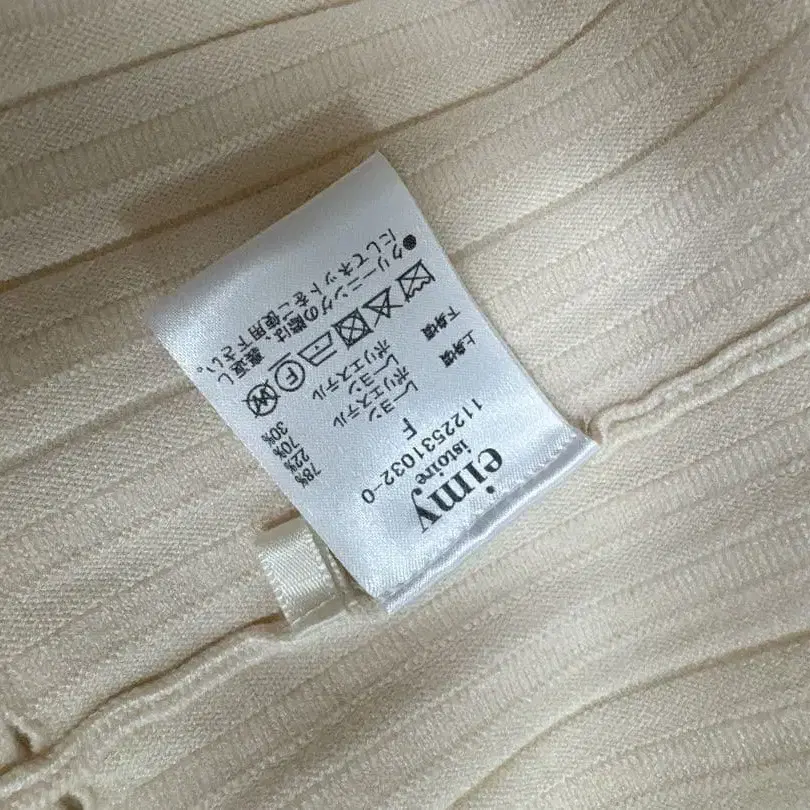 eimy
istoire
1122531032-0
F
上身頃 レーヨン 78%
ポリエステル 22%
下身頃 レーヨン 70%
ポリエステル 30%
F W
●クリーニングの際は、裏返し
にしてネットをご使用下さい。